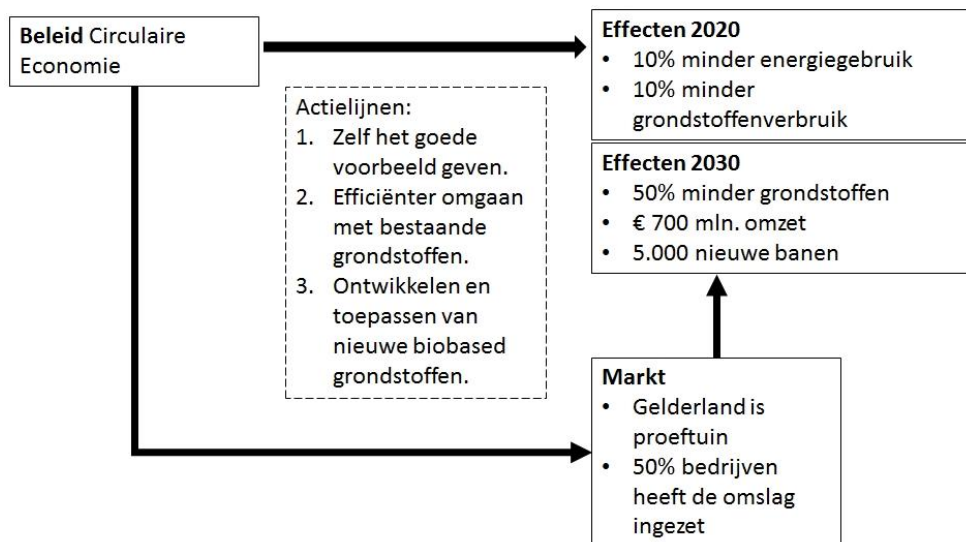 Beleid Circulaire
Economie
Actielijnen:
1. Zelf het goede
voorbeeld geven.
2. Efficiënter omgaan
met bestaande
grondstoffen.
3. Ontwikkelen en
toepassen van
nieuwe biobased
grondstoffen.
Effecten 2020
• 10% minder energiegebruik
• 10% minder
grondstoffenverbruik
Effecten 2030
• 50% minder grondstoffen
• € 700 mln. omzet
• 5.000 nieuwe banen
Markt
• Gelderland is
proeftuin
• 50% bedrijven
heeft de omslag
ingezet